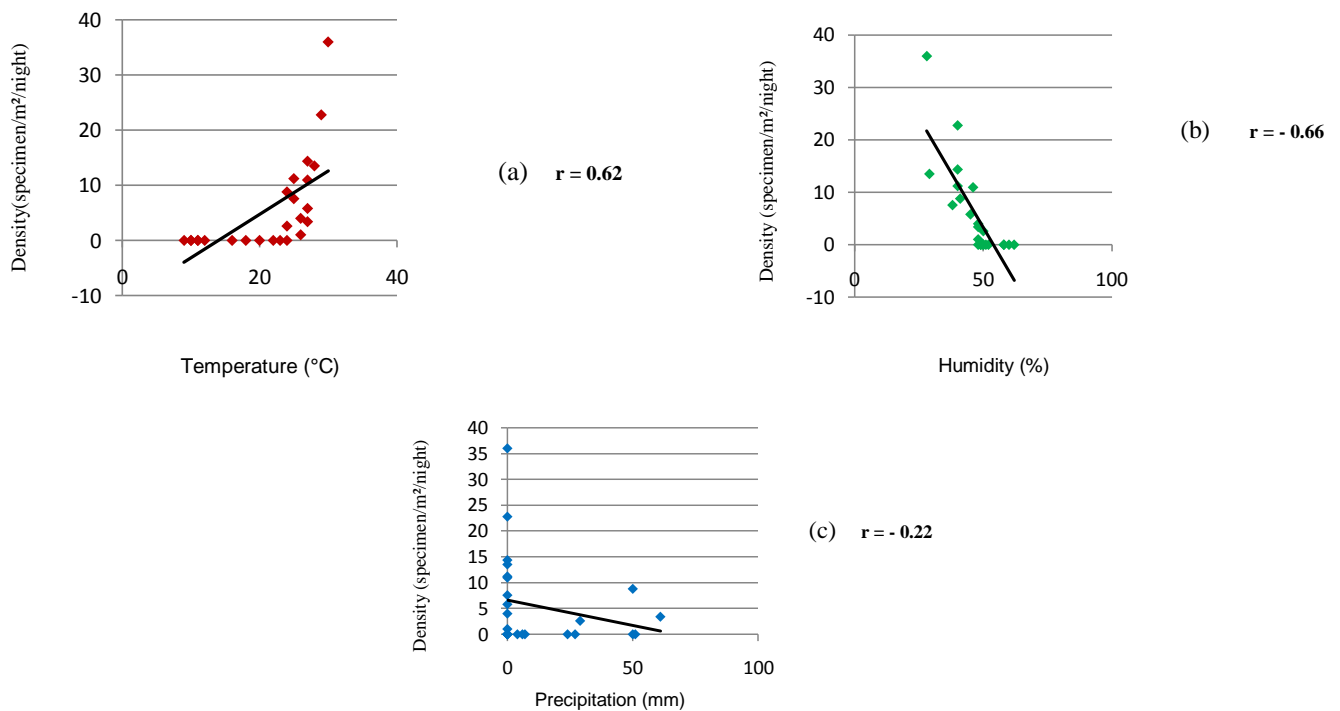 40
30
20
10
0
-10
0 20 40
Density(specimen/m²/night)
Temperature (°C)
(a) r = 0.62
40
30
20
10
0
-10
0 50 100
Density (specimen/m²/night)
Humidity (%)
(b) r = - 0.66
40
35
30
25
20
15
10
5
0
0 50 100
Density (specimen/m²/night)
Precipitation (mm)
(c) r = - 0.22